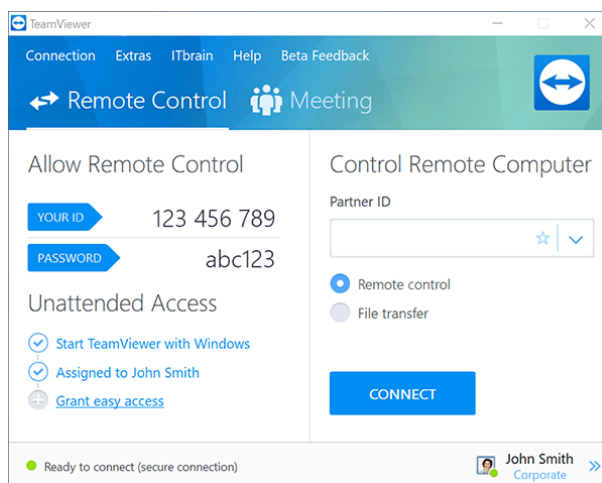 TeamViewer
Connection Extras ITbrain Help Beta Feedback
Remote Control Meeting
Allow Remote Control
YOUR ID 123 456 789
PASSWORD abc123
Unattended Access
Start TeamViewer with Windows
Assigned to John Smith
Grant easy access
Control Remote Computer
Partner ID
Remote control
File transfer
CONNECT
Ready to connect (secure connection)
John Smith
Corporate